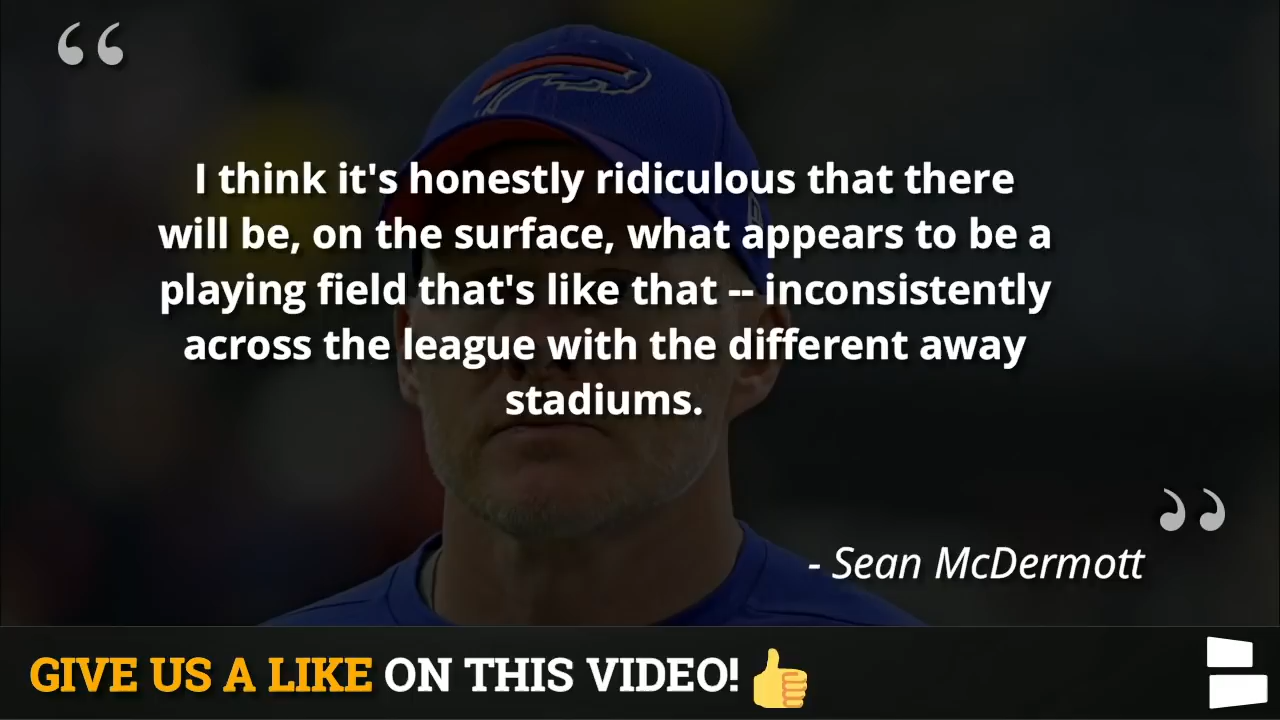 “
I think it's honestly ridiculous that there
will be, on the surface, what appears to be a
playing field that's like that -- inconsistently
across the league with the different away
stadiums.
”
- Sean McDermott
GIVE US A LIKE ON THIS VIDEO!